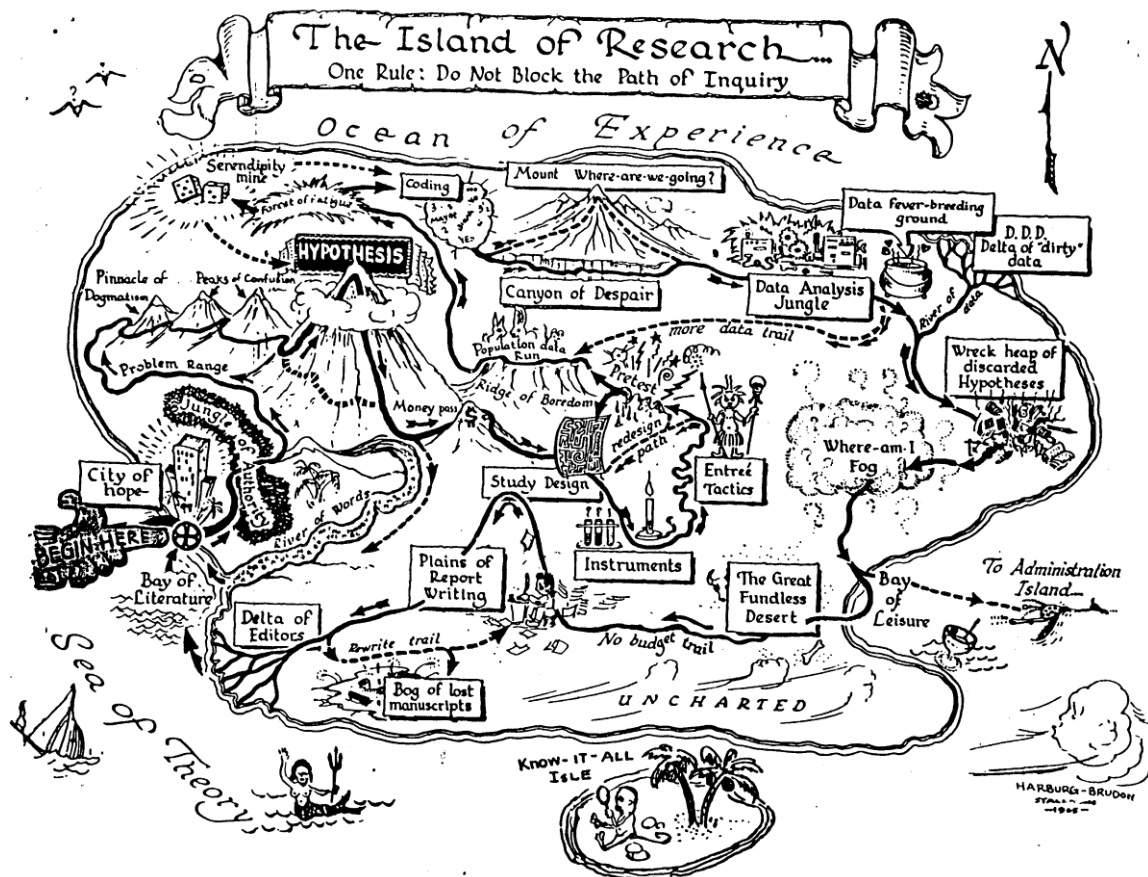 The Island of Research...
One Rule: Do Not Block the Path of Inquiry
N
?
Ocean of Experience
Serendipity
mine
Forest of Fatigue
Coding
Mount Where-are-we-going?
Data fever-breeding
ground
D.D.D.
Delta of "dirty"
data
HYPOTHESIS
Pinnacle of
Dogmatism
Peaks of Confusion
Canyon of Despair
Data Analysis
Jungle
River of
data
more data trail
Population data
Run
Wreck heap of
discarded
Hypotheses
Problem Range
Pretest
Ridge of Boredom
Money pass
Jungle of Authority
redesign
path
Where-am-I
Fog
City of
hope
Study Design
Entreé
Tactics
River of Words
BEGIN HERE
Instruments
Plains of
Report
Writing
The Great
Fundless
Desert
Bay of
Literature
Bay
of
Leisure
To Administration
Island
Delta of
Editors
Rewrite trail
No budget trail
Bog of lost
manuscripts
UNCHARTED
Sea of Theory
KNOW-IT-ALL
ISLE
HARBURG-BRUDON